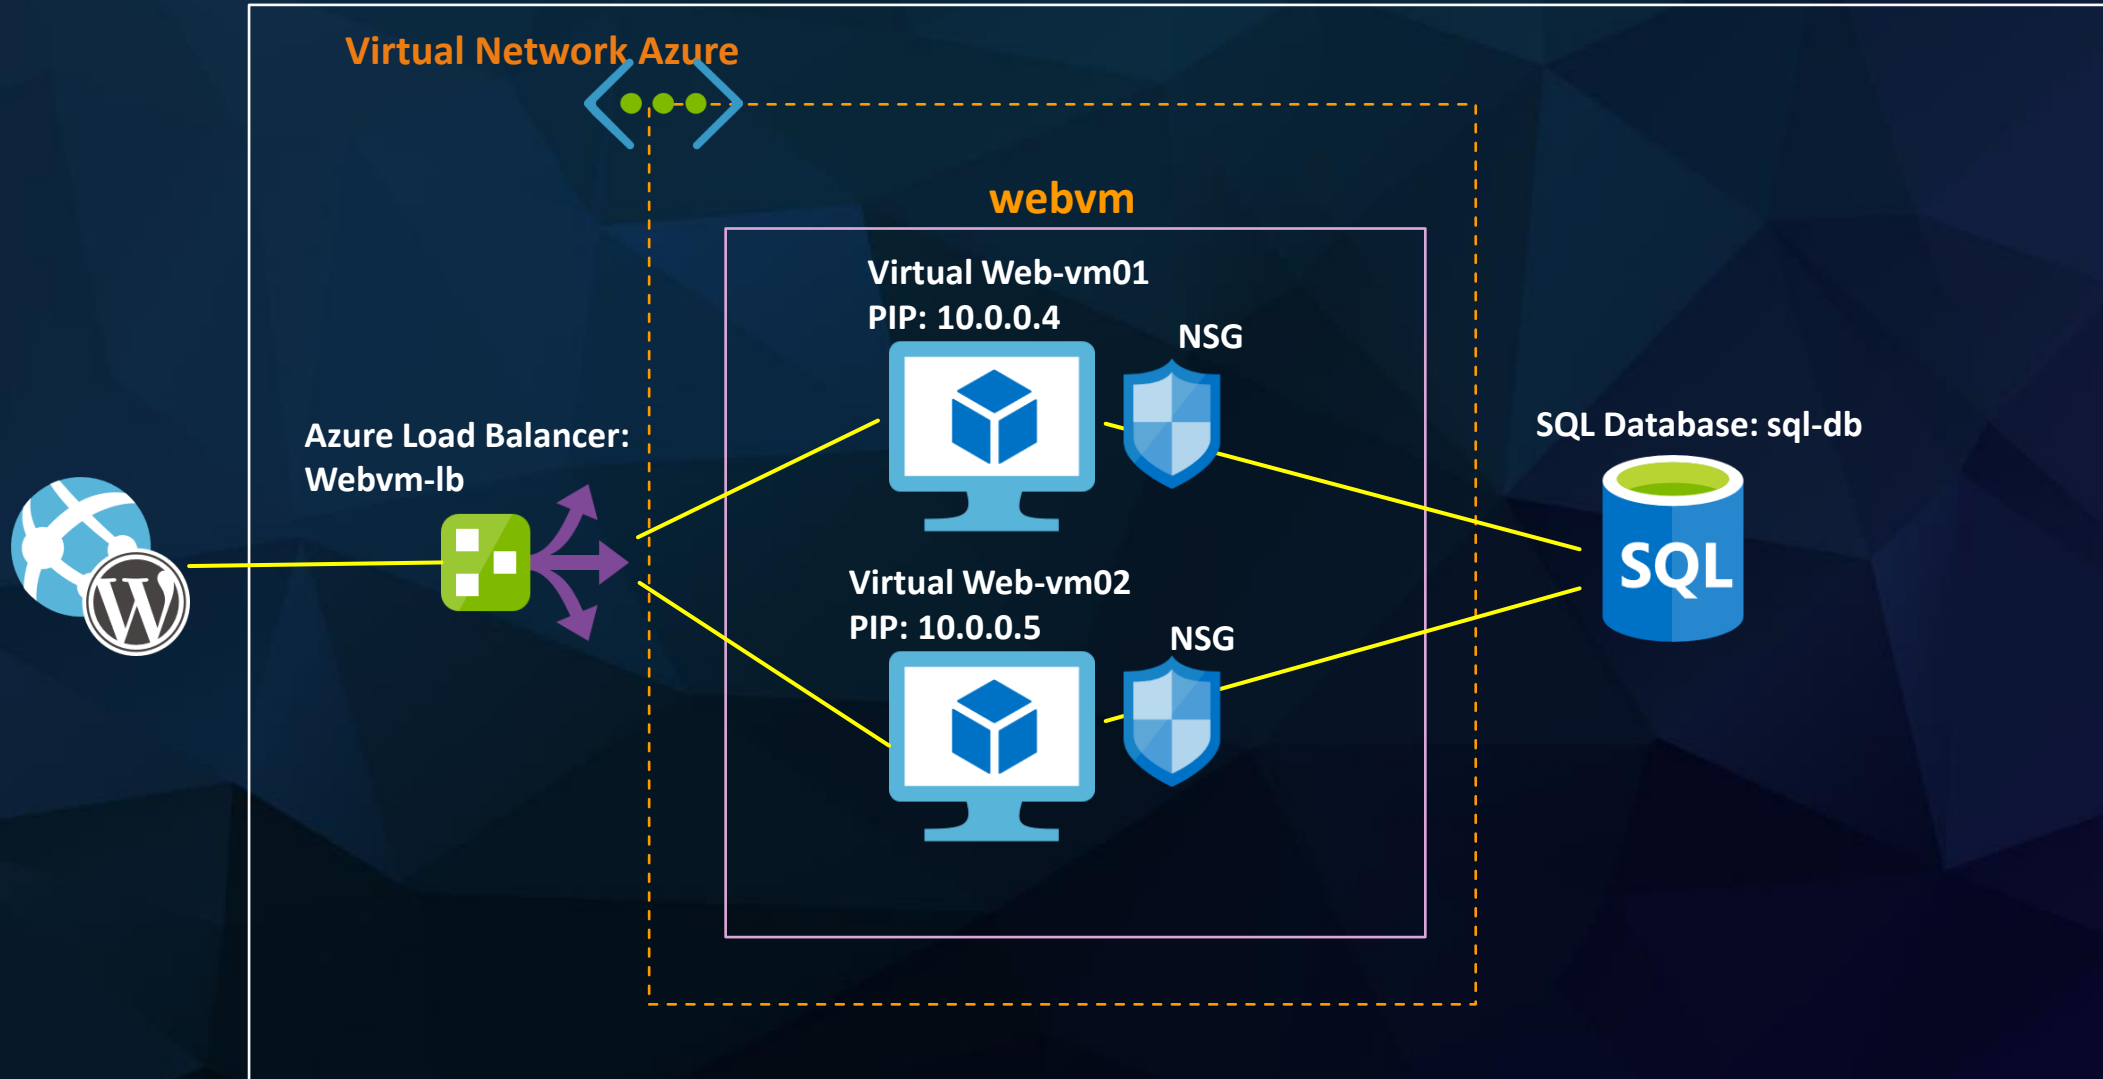 Virtual Network Azure
webvm
Virtual Web-vm01
PIP: 10.0.0.4
NSG
Azure Load Balancer:
Webvm-lb
SQL Database: sql-db
W
SQL
Virtual Web-vm02
PIP: 10.0.0.5
NSG